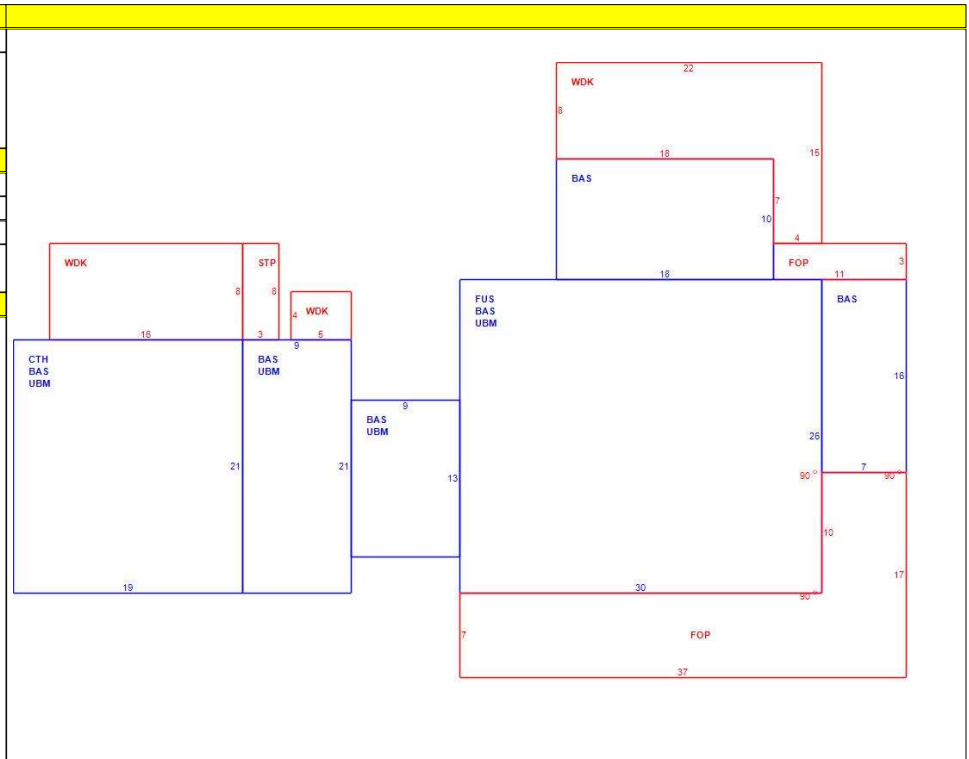 22
WDK
8
15
18
BAS
7
10
4
WDK
STP
FOP
3
8
8
18
11
WDK
FUS
BAS
BAS
UBM
4
16
3
5
9
CTH
BAS
UBM
BAS
UBM
16
9
BAS
UBM
26
21
21
13
7
90°
90°
10
17
19
30
90°
7
FOP
37